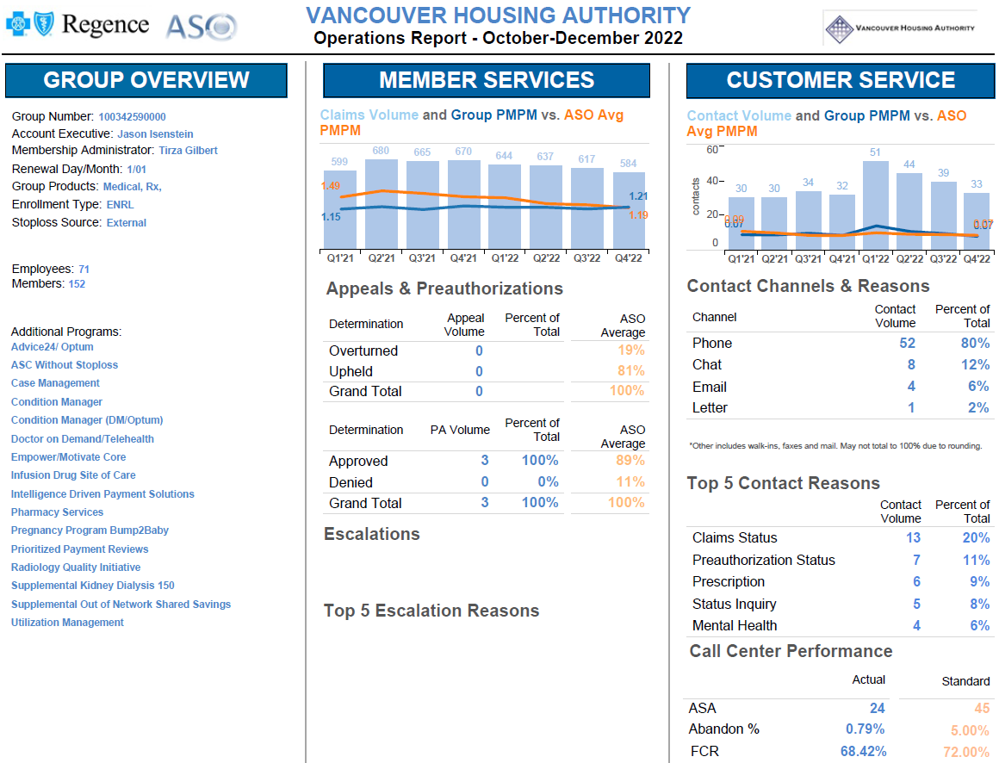 Regence ASO
VANCOUVER HOUSING AUTHORITY
Operations Report - October-December 2022
VANCOUVER HOUSING AUTHORITY
GROUP OVERVIEW
Group Number: 100342590000
Account Executive: Jason Isenstein
Membership Administrator: Tirza Gilbert
Renewal Day/Month: 1/01
Group Products: Medical, Rx,
Enrollment Type: ENRL
Stoploss Source: External
Employees: 71
Members: 152
Additional Programs:
Advice24/ Optum
ASC Without Stoploss
Case Management
Condition Manager
Condition Manager (DM/Optum)
Doctor on Demand/Telehealth
Empower/Motivate Core
Infusion Drug Site of Care
Intelligence Driven Payment Solutions
Pharmacy Services
Pregnancy Program Bump2Baby
Prioritized Payment Reviews
Radiology Quality Initiative
Supplemental Kidney Dialysis 150
Supplemental Out of Network Shared Savings
Utilization Management
MEMBER SERVICES
Claims Volume and Group PMPM vs. ASO Avg
PMPM
599 680 665 670 644 637 617 584
1.49 1.21
1.15 1.19
Q1'21 Q2'21 Q3'21 Q4'21 Q1'22 Q2'22 Q3'22 Q4'22
Appeals & Preauthorizations
Determination Appeal Volume Percent of Total ASO Average
Overturned 0 19%
Upheld 0 81%
Grand Total 0 100%
Determination PA Volume Percent of Total ASO Average
Approved 3 100% 89%
Denied 0 0% 11%
Grand Total 3 100% 100%
Escalations
Top 5 Escalation Reasons
CUSTOMER SERVICE
Contact Volume and Group PMPM vs. ASO
Avg PMPM
contacts
60
40
20
0
30 30 34 32 51 44 39 33
0.09 0.07
0.07 0.07
Q1'21 Q2'21 Q3'21 Q4'21 Q1'22 Q2'22 Q3'22 Q4'22
Contact Channels & Reasons
Channel Contact Volume Percent of Total
Phone 52 80%
Chat 8 12%
Email 4 6%
Letter 1 2%
*Other includes walk-ins, faxes and mail. May not total to 100% due to rounding.
Top 5 Contact Reasons
Contact Volume Percent of Total
Claims Status 13 20%
Preauthorization Status 7 11%
Prescription 6 9%
Status Inquiry 5 8%
Mental Health 4 6%
Call Center Performance
Actual Standard
ASA 24 45
Abandon % 0.79% 5.00%
FCR 68.42% 72.00%